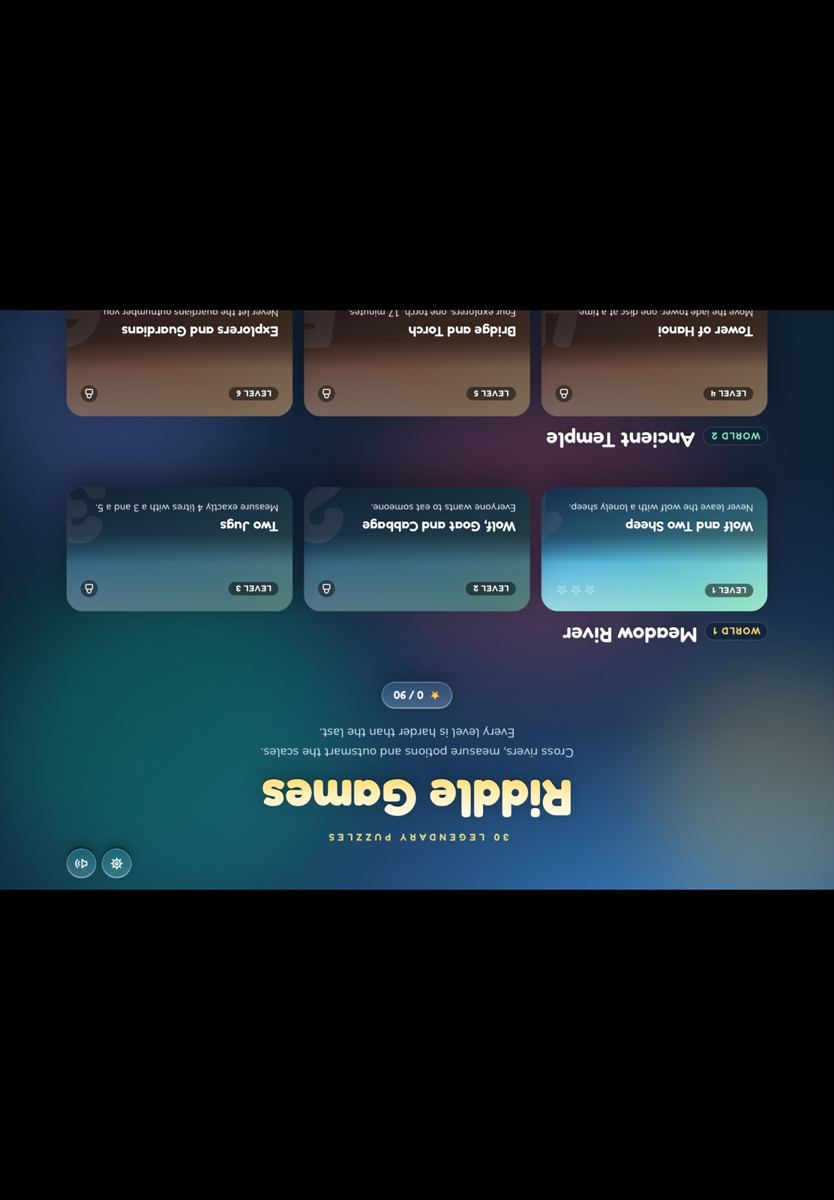 30 LEGENDARY PUZZLES
Riddle Games
Cross rivers, measure potions and outsmart the scales.
Every level is harder than the last.
0 / 90
WORLD 1 Meadow River
LEVEL 1
Wolf and Two Sheep
Never leave the wolf with a lonely sheep.
LEVEL 2
2
Wolf, Goat and Cabbage
Everyone wants to eat someone.
LEVEL 3
3
Two Jugs
Measure exactly 4 litres with a 3 and a 5.
WORLD 2 Ancient Temple
LEVEL 4
4
Tower of Hanoi
Move the jade tower, one disc at a time.
LEVEL 5
5
Bridge and Torch
Four explorers, one torch, 17 minutes.
LEVEL 6
6
Explorers and Guardians
Never let the guardians outnumber you